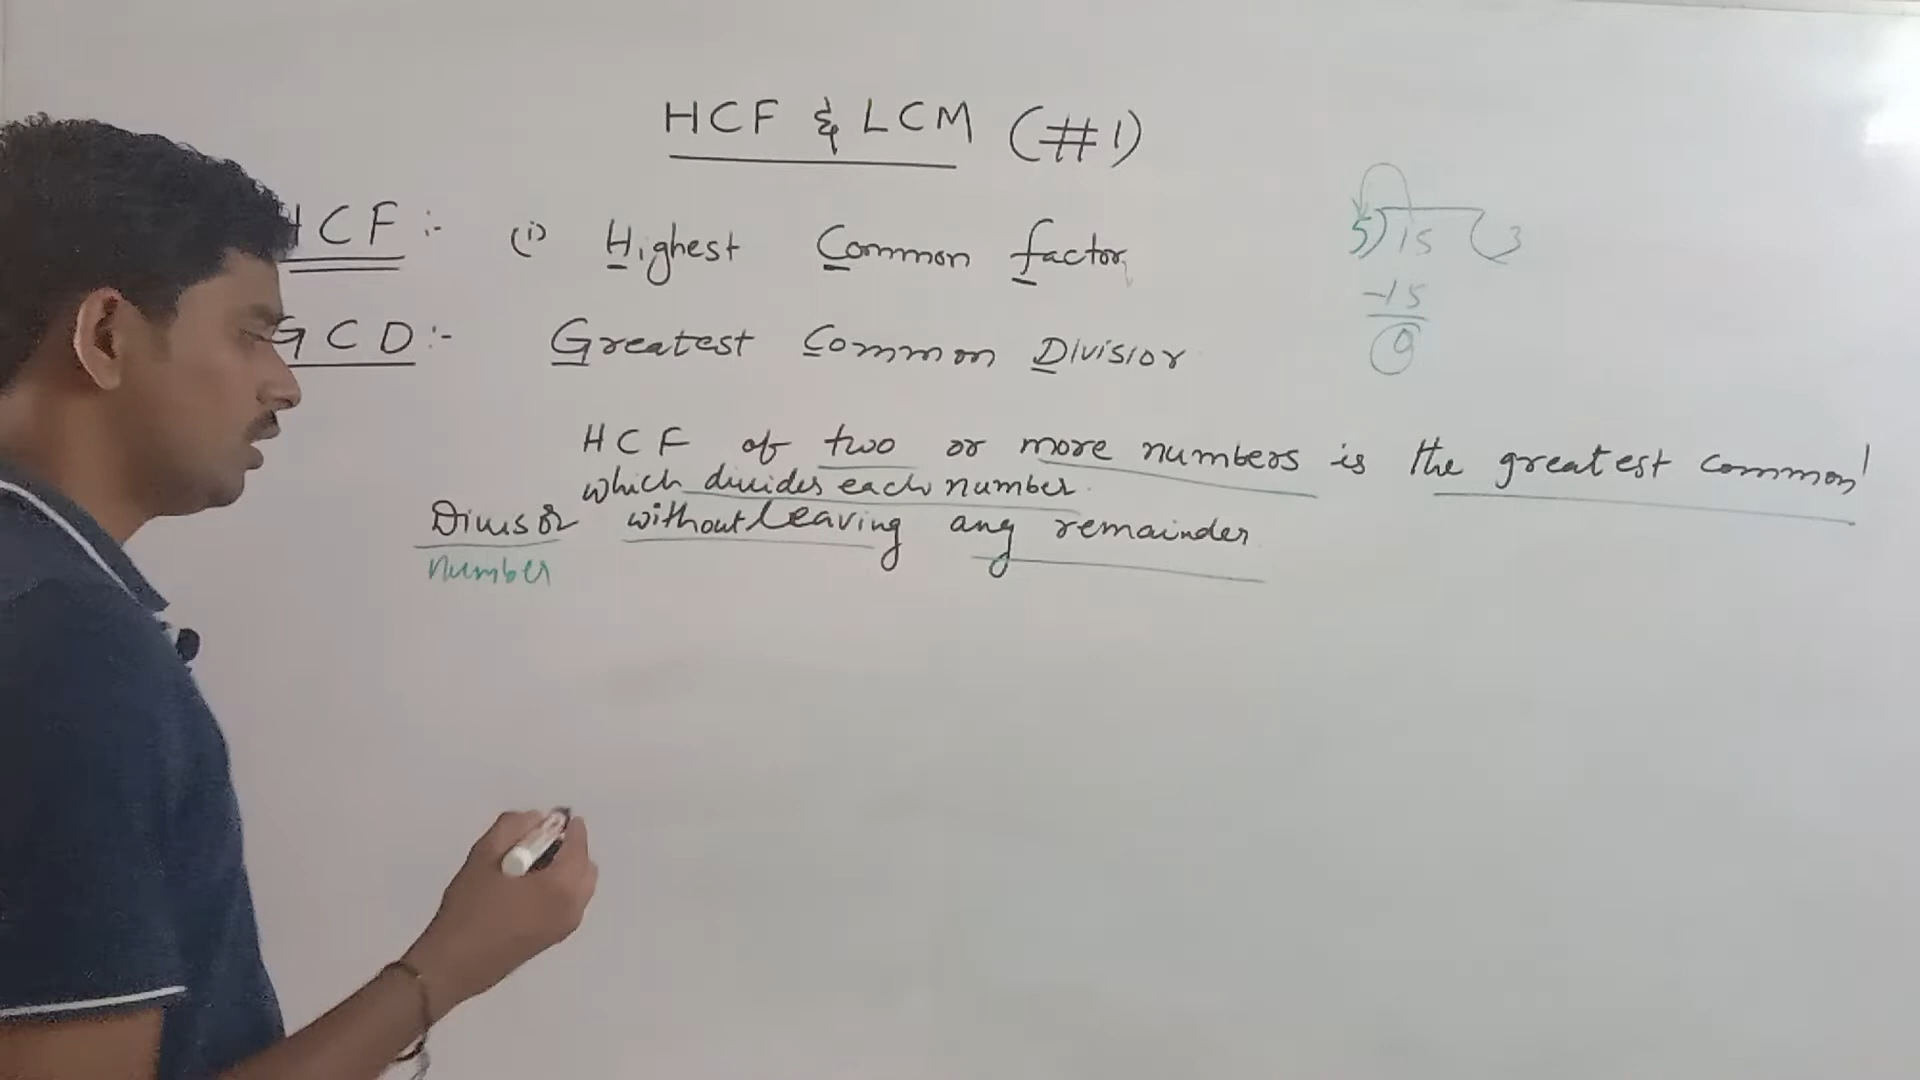 HCF & LCM (#1)
HCF :- (i) Highest Common factor
GCD :- Greatest Common Divisior
HCF of two or more numbers is the greatest common
which divides each number.
Divisor without leaving any remainder
number
5) 15 ( 3
-15
0